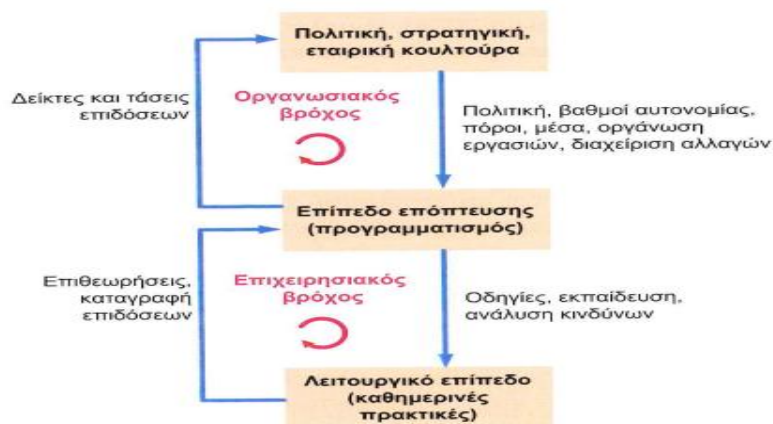 Πολιτική, στρατηγική,
εταιρική κουλτούρα
Δείκτες και τάσεις
επιδόσεων
Οργανωσιακός
βρόχος
Πολιτική, βαθμοί αυτονομίας,
πόροι, μέσα, οργάνωση
εργασιών, διαχείριση αλλαγών
Επίπεδο επόπτευσης
(προγραμματισμός)
Επιθεωρήσεις,
καταγραφή
επιδόσεων
Επιχειρησιακός
βρόχος
Οδηγίες, εκπαίδευση,
ανάλυση κινδύνων
Λειτουργικό επίπεδο
(καθημερινές
πρακτικές)